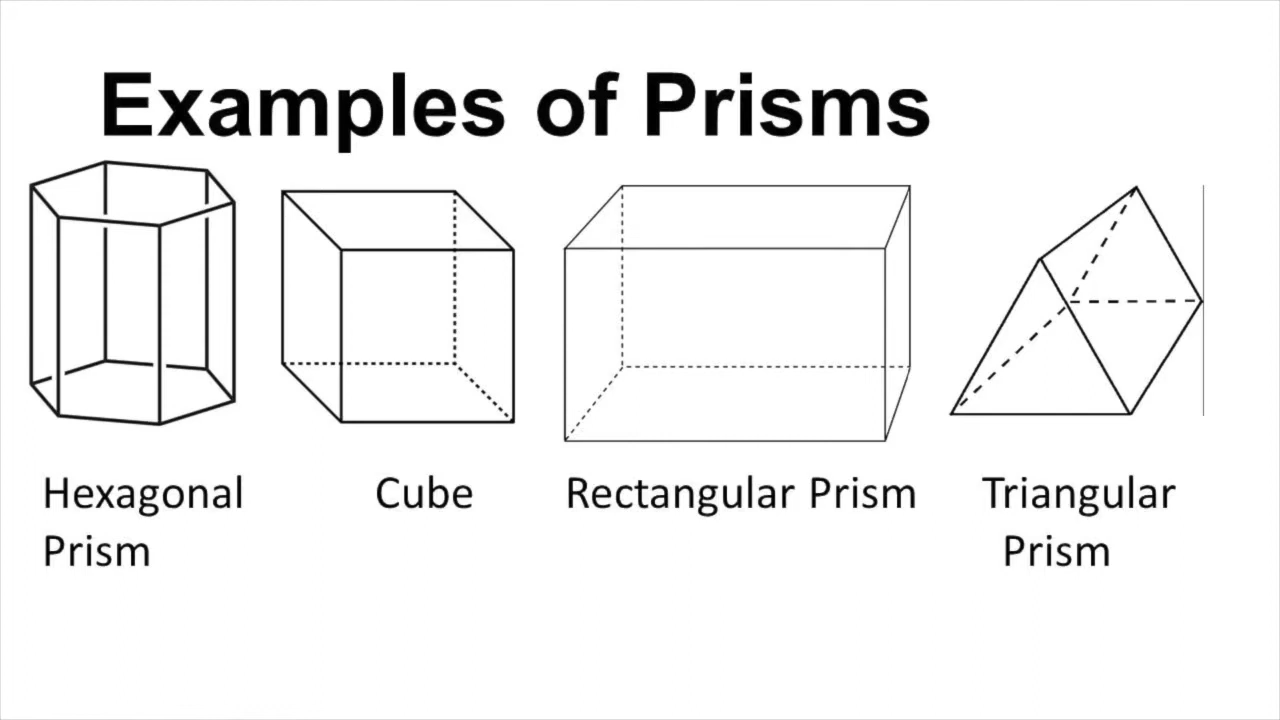 Examples of Prisms
Hexagonal
Prism
Cube
Rectangular Prism
Triangular
Prism